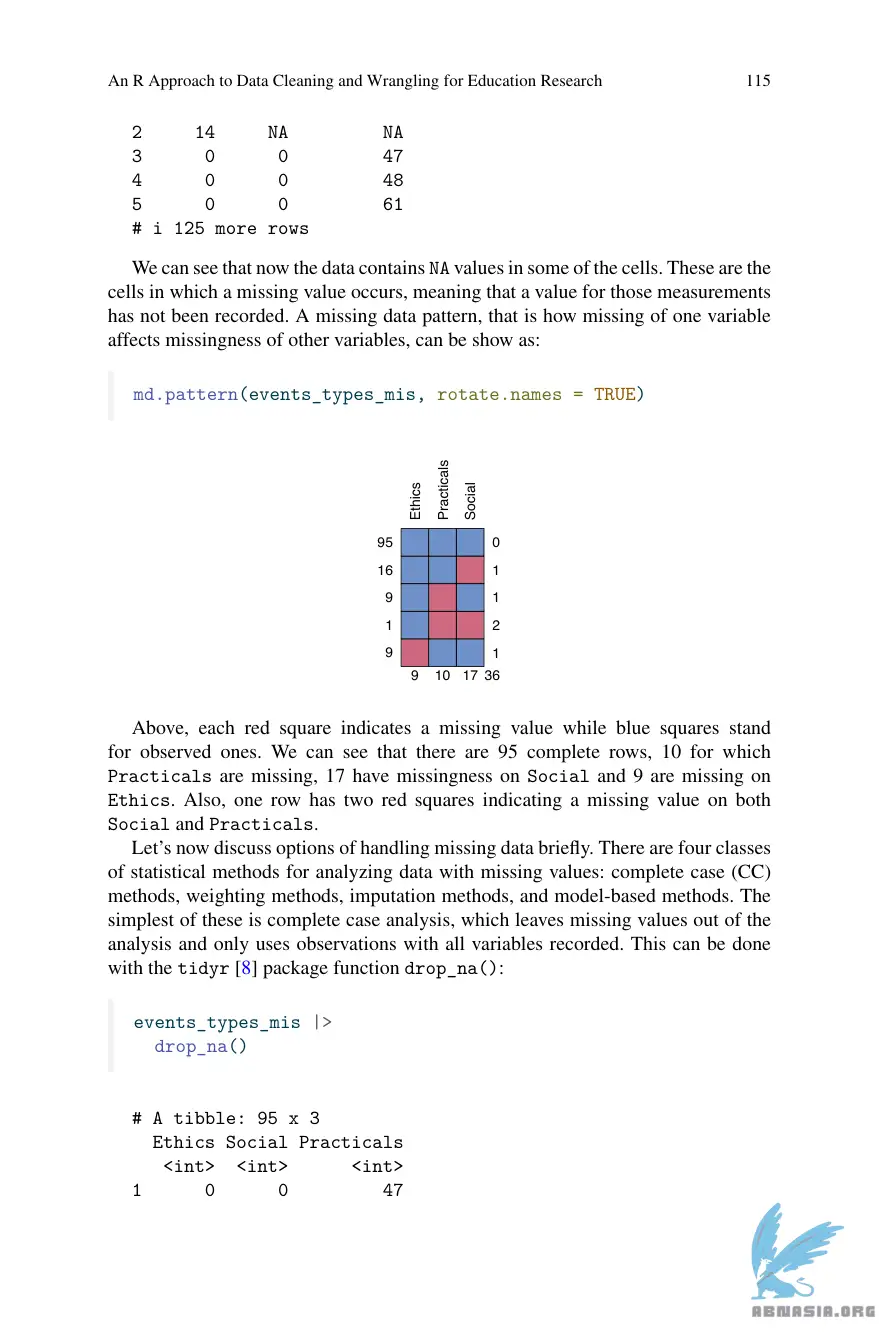 An R Approach to Data Cleaning and Wrangling for Education Research 115
2 14 NA NA
3 0 0 47
4 0 0 48
5 0 0 61
# i 125 more rows
We can see that now the data contains NA values in some of the cells. These are the
cells in which a missing value occurs, meaning that a value for those measurements
has not been recorded. A missing data pattern, that is how missing of one variable
affects missingness of other variables, can be show as:
md.pattern(events_types_mis, rotate.names = TRUE)
Ethics Practicals Social
95 0
16 1
9 1
1 2
9 1
9 10 17 36
Above, each red square indicates a missing value while blue squares stand
for observed ones. We can see that there are 95 complete rows, 10 for which
Practicals are missing, 17 have missingness on Social and 9 are missing on
Ethics. Also, one row has two red squares indicating a missing value on both
Social and Practicals.
Let's now discuss options of handling missing data briefly. There are four classes
of statistical methods for analyzing data with missing values: complete case (CC)
methods, weighting methods, imputation methods, and model-based methods. The
simplest of these is complete case analysis, which leaves missing values out of the
analysis and only uses observations with all variables recorded. This can be done
with the tidyr [8] package function drop_na():
events_types_mis |>
drop_na()
# A tibble: 95 x 3
Ethics Social Practicals
<int> <int> <int>
1 0 0 47
ABNASIA.ORG